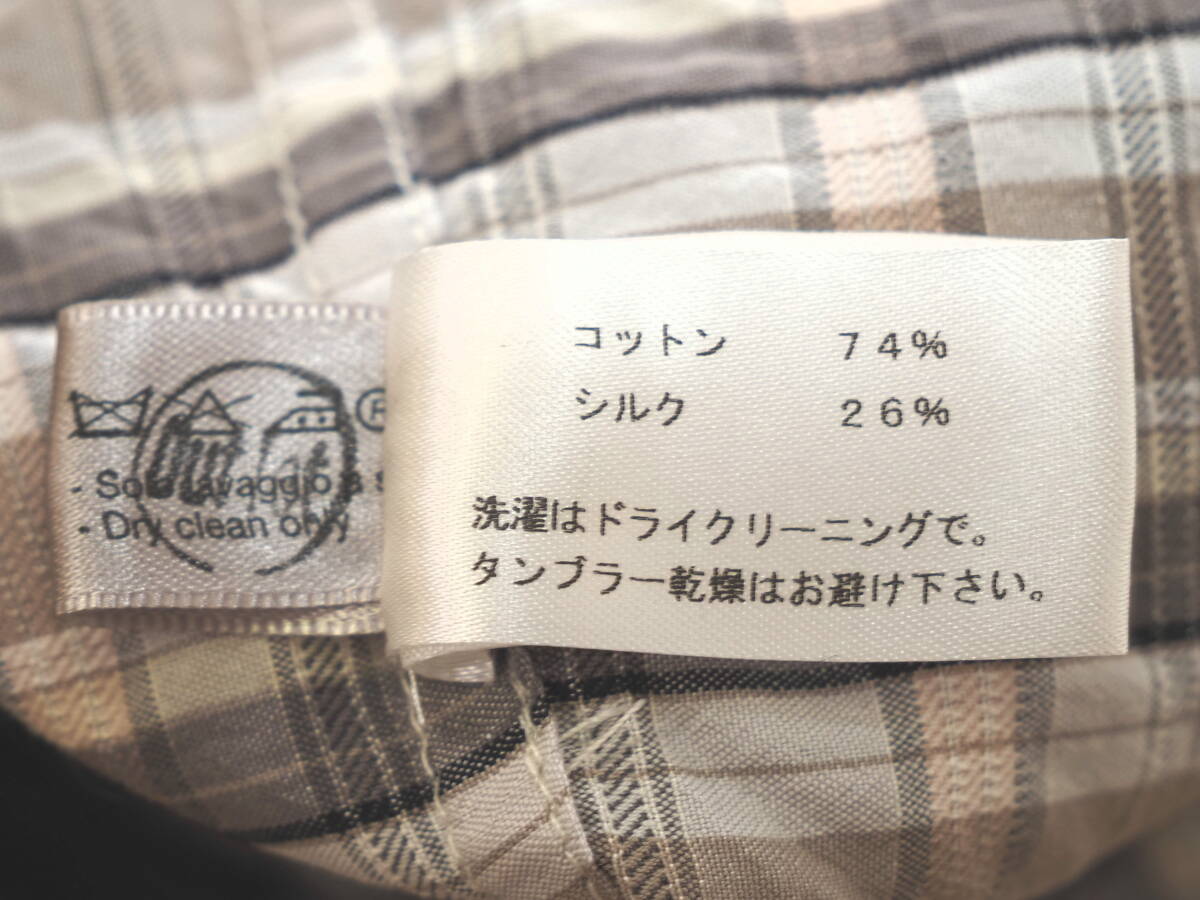 コットン 74%
シルク 26%
洗濯はドライクリーニングで。
タンブラー乾燥はお避け下さい。
R
- Solo lavaggio a s
- Dry clean only